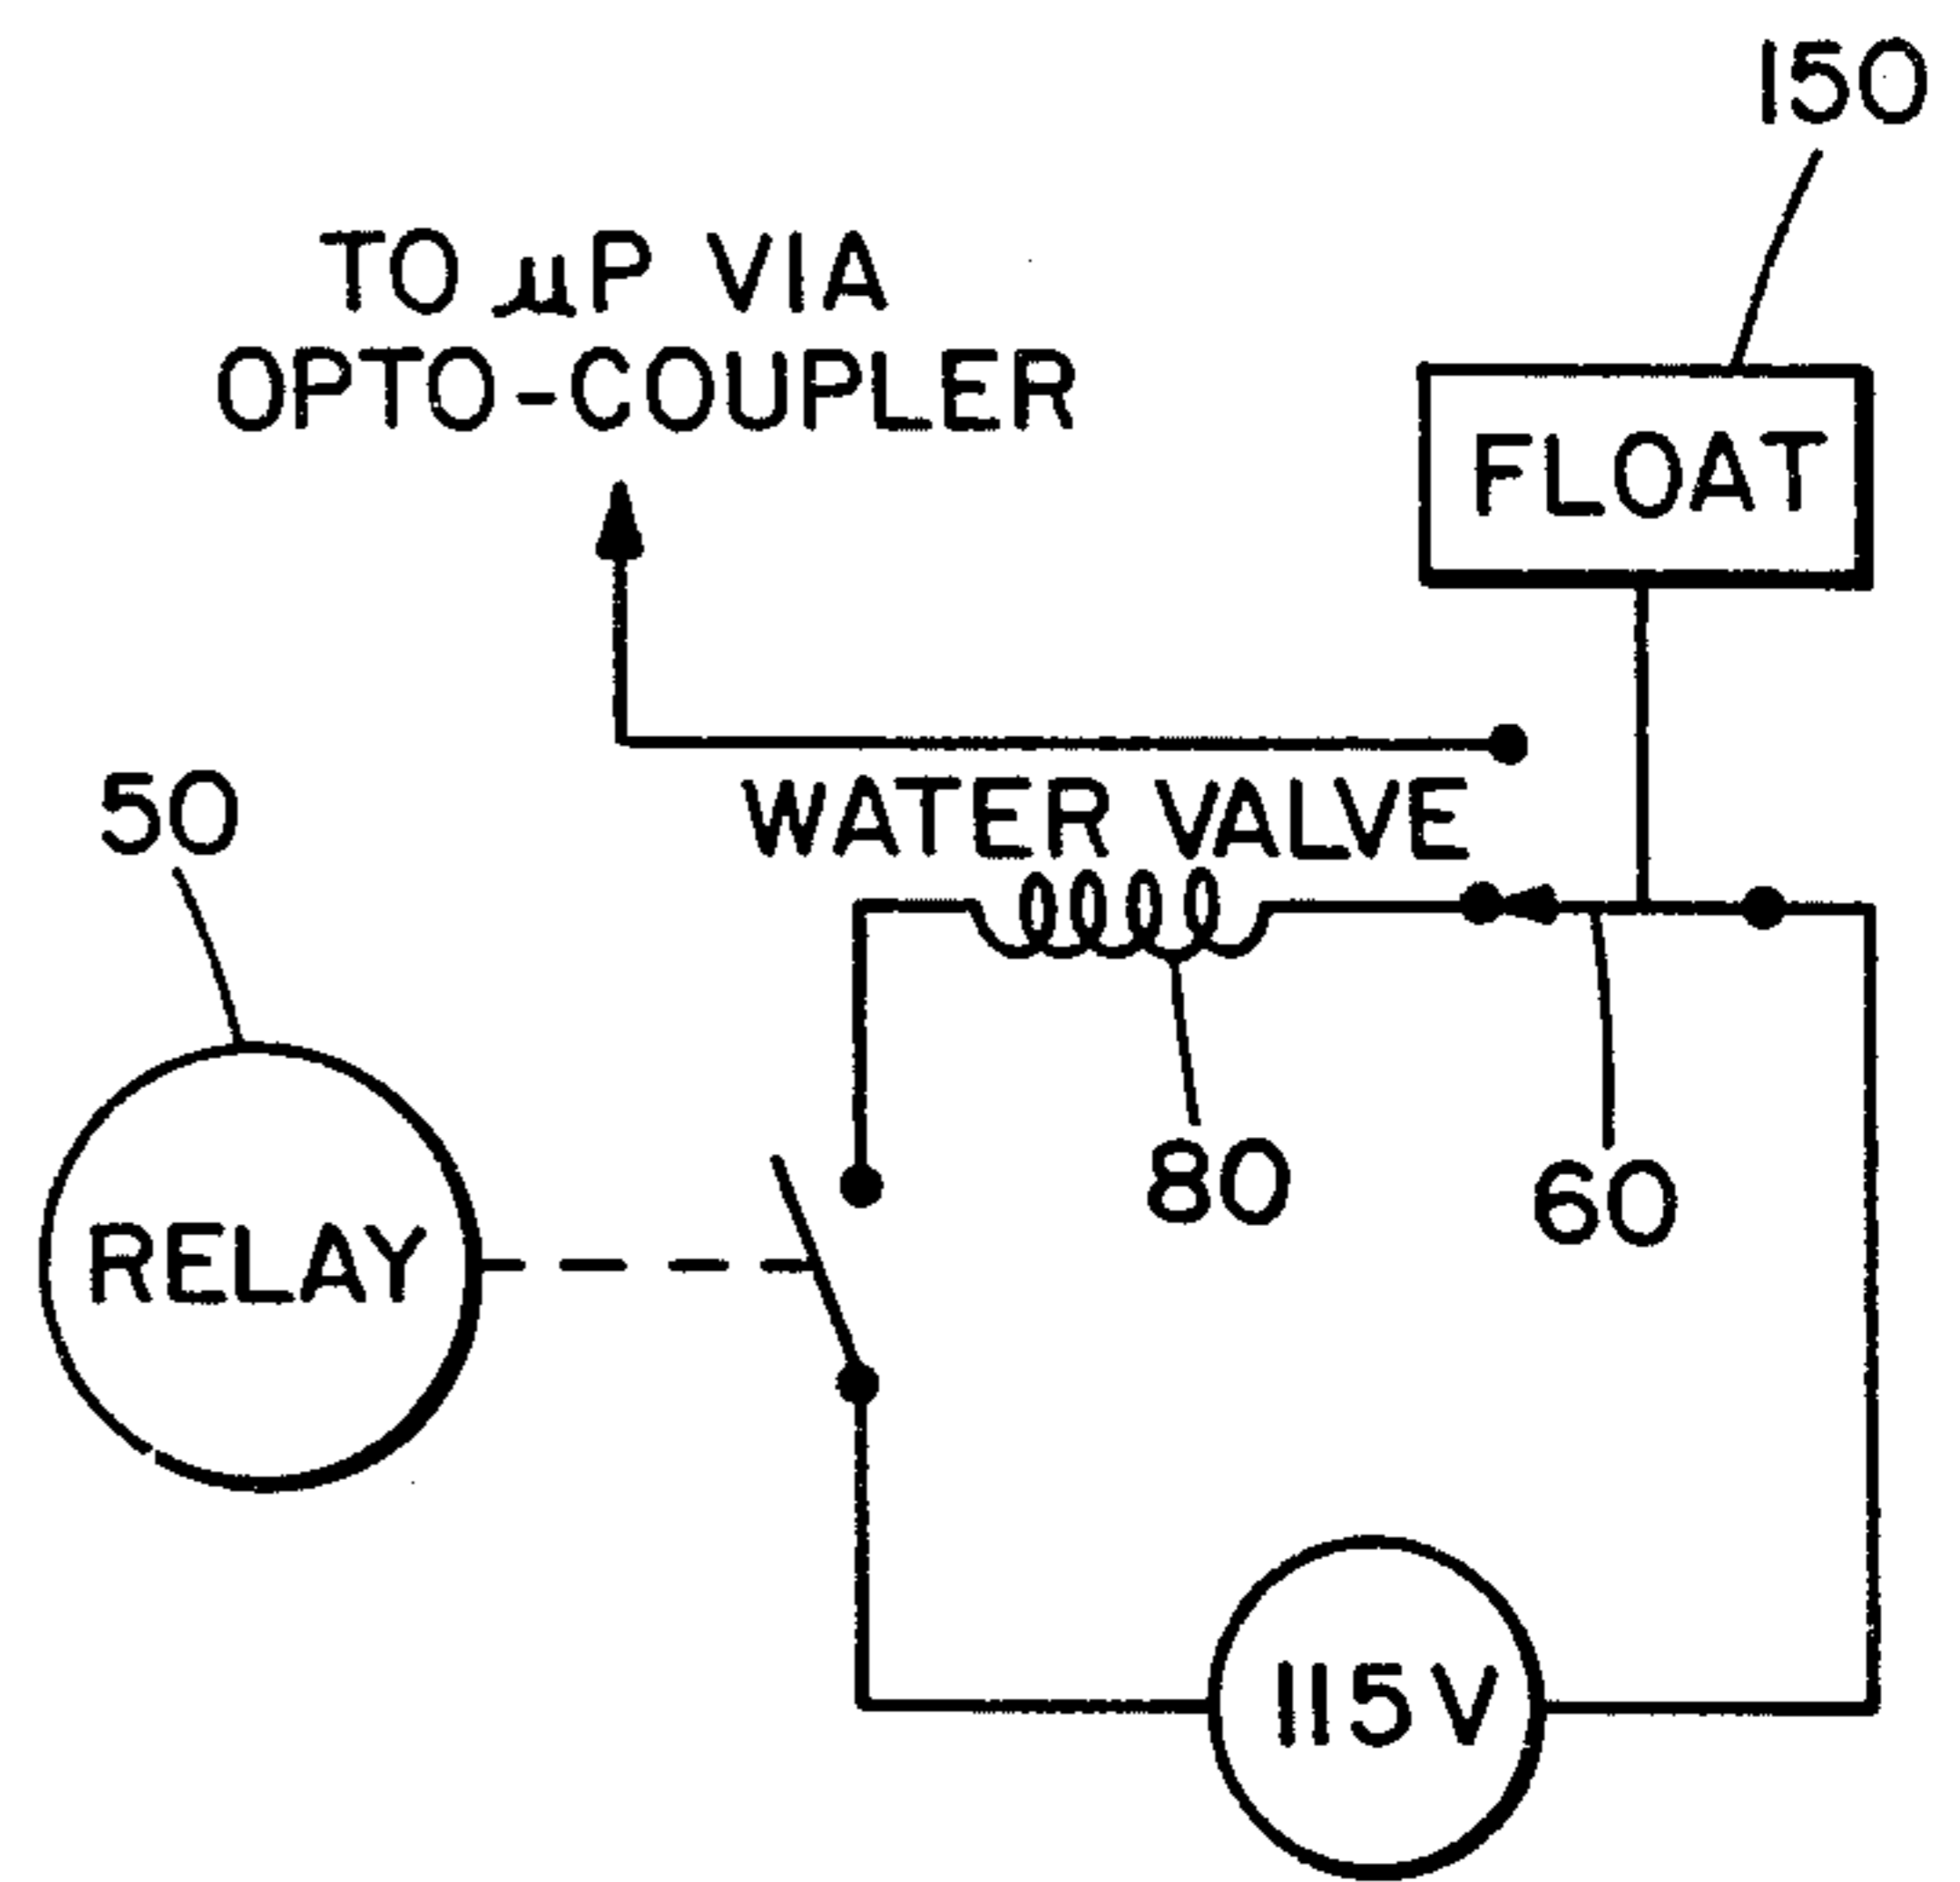 150
TO µP VIA
OPTO-COUPLER
FLOAT
50
WATER VALVE
80
60
RELAY
115V